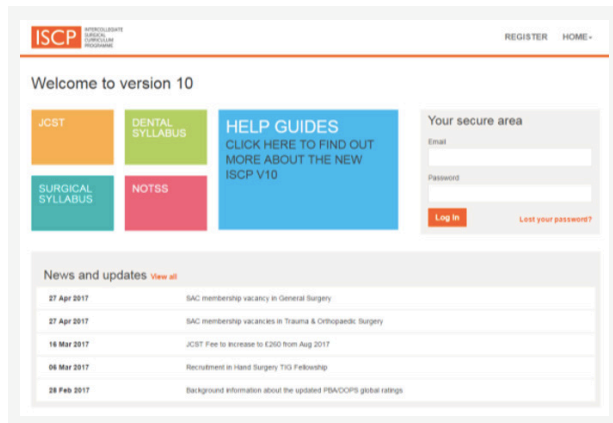 ISCP
INTERCOLLEGIATE
SURGICAL
CURRICULUM
PROGRAMME
REGISTER HOME
Welcome to version 10
JCST
DENTAL
SYLLABUS
SURGICAL
SYLLABUS
NOTSS
HELP GUIDES
CLICK HERE TO FIND OUT
MORE ABOUT THE NEW
ISCP V10
Your secure area
Email
Password
Log In Lost your password?
News and updates View all
27 Apr 2017 SAC membership vacancy in General Surgery
27 Apr 2017 SAC membership vacancies in Trauma & Orthopaedic Surgery
16 Mar 2017 JCST Fee to increase to £260 from Aug 2017
06 Mar 2017 Recruitment in Hand Surgery TIG Fellowship
28 Feb 2017 Background information about the updated PBA/DOPS global ratings